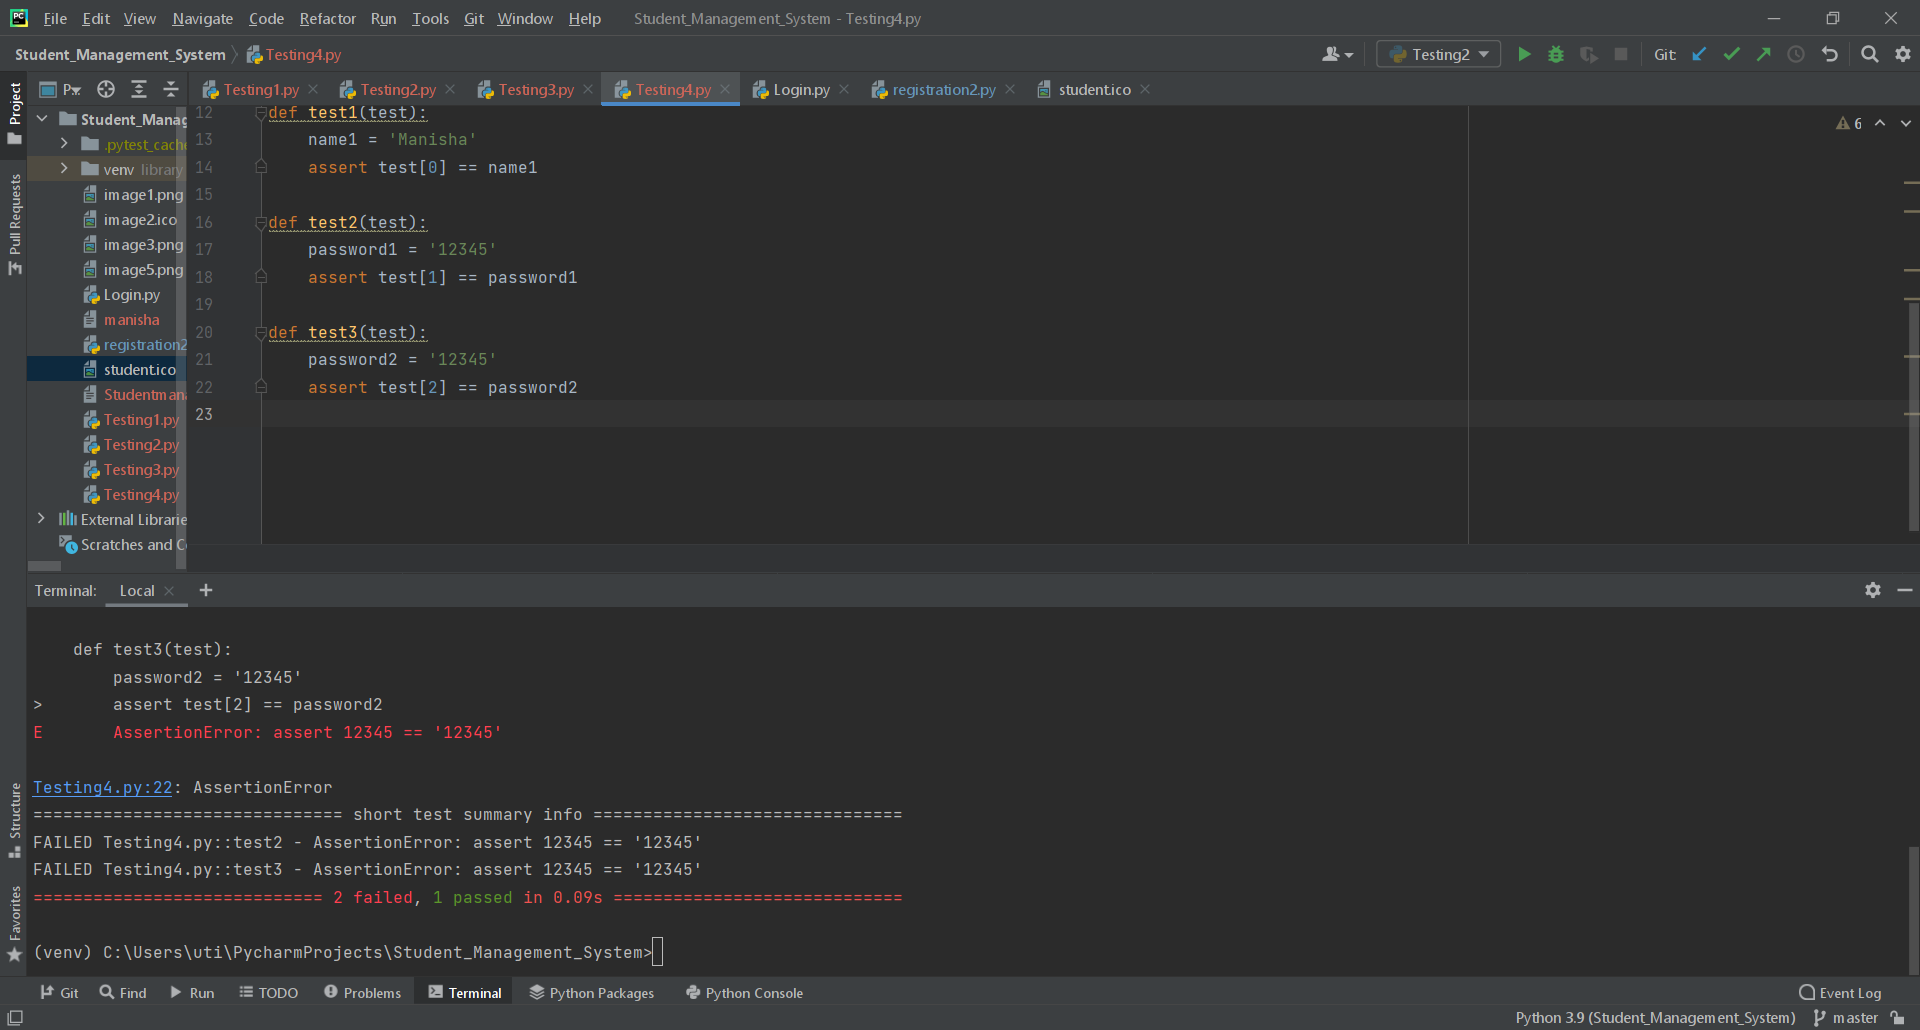 File Edit View Navigate Code Refactor Run Tools Git Window Help Student_Management_System - Testing4.py
Student_Management_System Testing4.py Testing2 Git:
Project P... Testing1.py Testing2.py Testing3.py Testing4.py Login.py registration2.py student.ico
Student_Manag
.pytest_cache
venv library
image1.png
image2.ico
image3.png
image5.png
Login.py
manisha
registration2
student.ico
Studentmana
Testing1.py
Testing2.py
Testing3.py
Testing4.py
External Librarie
Scratches and Co
Pull Requests
6
12 def test1(test):
13 name1 = 'Manisha'
14 assert test[0] == name1
15
16 def test2(test):
17 password1 = '12345'
18 assert test[1] == password1
19
20 def test3(test):
21 password2 = '12345'
22 assert test[2] == password2
23
Terminal: Local
def test3(test):
password2 = '12345'
> assert test[2] == password2
E AssertionError: assert 12345 == '12345'
Testing4.py:22: AssertionError
=============================== short test summary info ===============================
FAILED Testing4.py::test2 - AssertionError: assert 12345 == '12345'
FAILED Testing4.py::test3 - AssertionError: assert 12345 == '12345'
============================= 2 failed, 1 passed in 0.09s =============================
(venv) C:\Users\uti\PycharmProjects\Student_Management_System>
Structure
Favorites
Git Find Run TODO Problems Terminal Python Packages Python Console Event Log
Python 3.9 (Student_Management_System) master